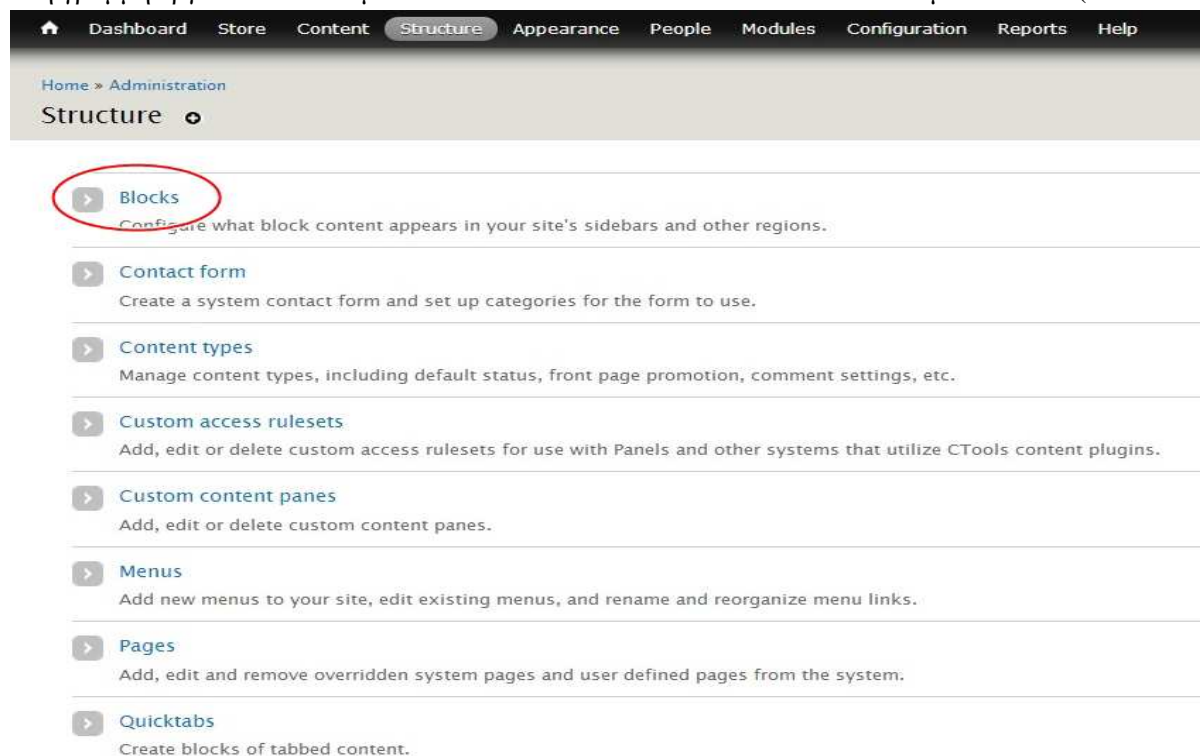 Dashboard Store Content Structure Appearance People Modules Configuration Reports Help
Home » Administration
Structure
Blocks
Configure what block content appears in your site's sidebars and other regions.
Contact form
Create a system contact form and set up categories for the form to use.
Content types
Manage content types, including default status, front page promotion, comment settings, etc.
Custom access rulesets
Add, edit or delete custom access rulesets for use with Panels and other systems that utilize CTools content plugins.
Custom content panes
Add, edit or delete custom content panes.
Menus
Add new menus to your site, edit existing menus, and rename and reorganize menu links.
Pages
Add, edit and remove overridden system pages and user defined pages from the system.
Quicktabs
Create blocks of tabbed content.